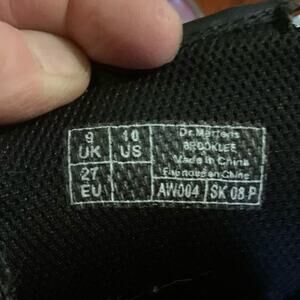 9 UK
10 US
27 EU
Dr. Martens
BROOKLEE
Made in China
Fabriqué en Chine
AW004
SK 08 P